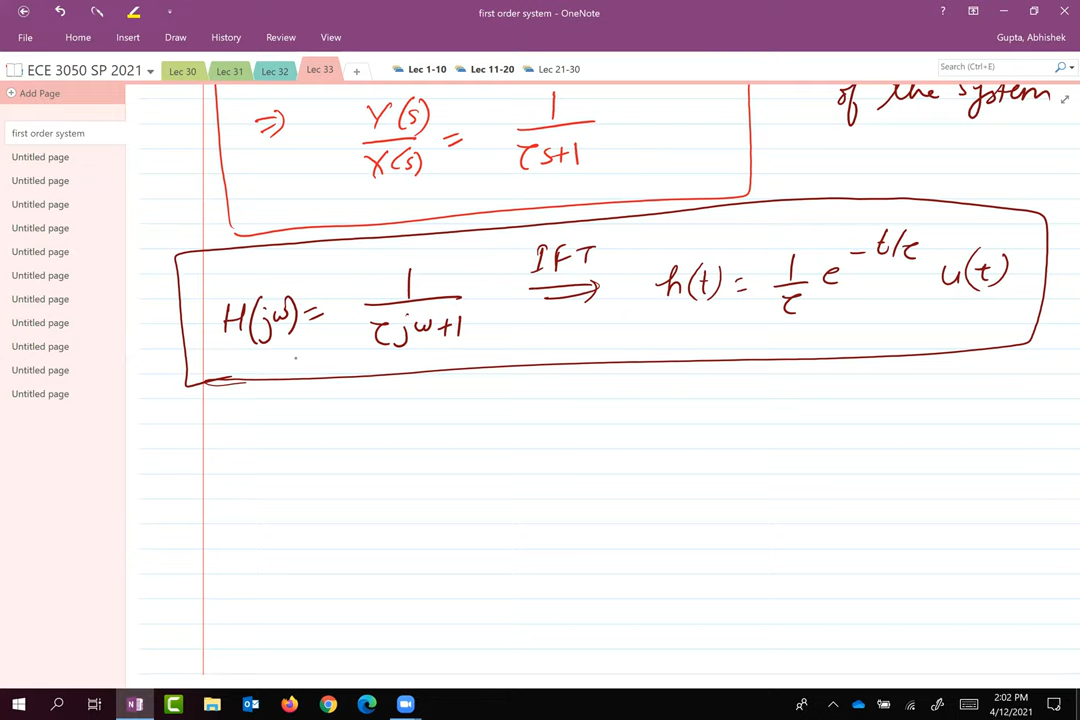 first order system - OneNote
?
File Home Insert Draw History Review View
Gupta, Abhishek
ECE 3050 SP 2021 Lec 30 Lec 31 Lec 32 Lec 33 + Lec 1-10 Lec 11-20 Lec 21-30
Search (Ctrl+E)
Add Page
first order system
Untitled page
Untitled page
Untitled page
Untitled page
Untitled page
Untitled page
Untitled page
Untitled page
Untitled page
Untitled page
Untitled page
of the system
⇒ Y(s)/X(s) = 1/(τs+1)
H(jω) = 1/(τjω+1) IFT ⇒ h(t) = 1/τ e^(-t/τ) u(t)
2:02 PM
4/12/2021